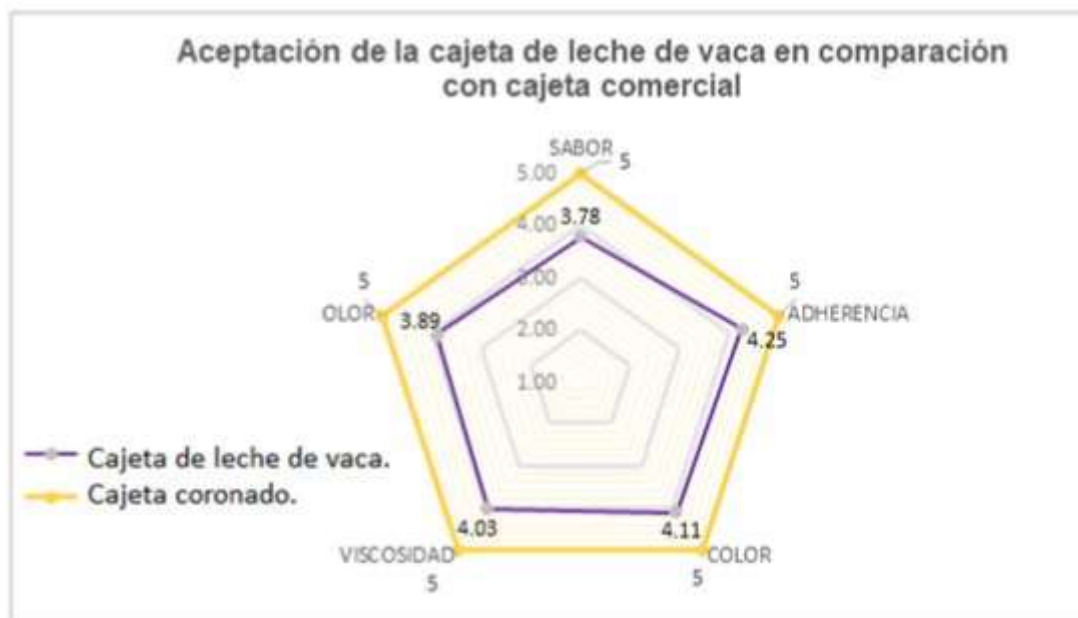 Aceptación de la cajeta de leche de vaca en comparación
con cajeta comercial
SABOR
5
5.00
3.78
4.00
3.00
2.00
1.00
5
OLOR
3.89
5
ADHERENCIA
4.25
Cajeta de leche de vaca.
Cajeta coronado.
4.03
VISCOSIDAD
5
4.11
COLOR
5